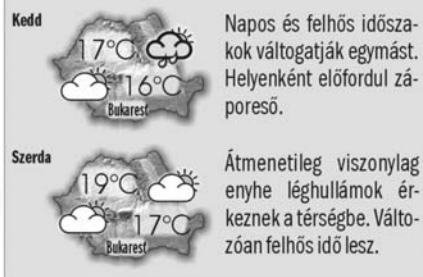 Kedd
17°C
16°C
Bukarest
Napos és felhős idősza-
kok váltogatják egymást.
Helyenként előfordul zá-
poreső.
Szerda
19°C
17°C
Bukarest
Átmenetileg viszonylag
enyhe léghullámok ér-
keznek a térségbe.Válto-
zóan felhős idő lesz.